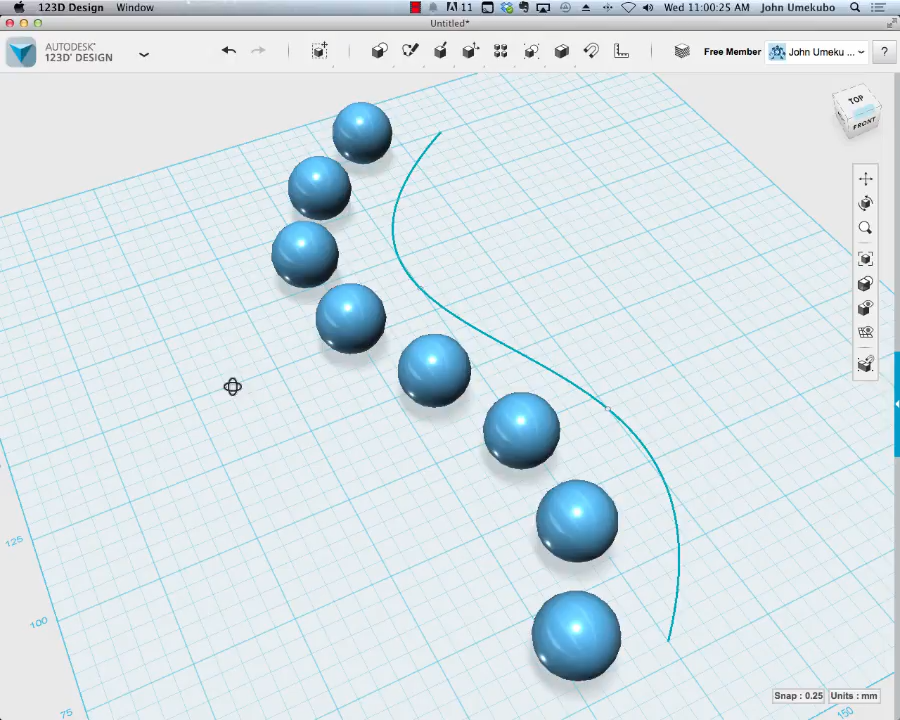 123D Design Window
11 Wed 11:00:25 AM John Umekubo
Untitled*
AUTODESK®
123D® DESIGN
Free Member John Umeku ... ?
TOP
FRONT
125
100
75
150
Snap : 0.25 Units : mm